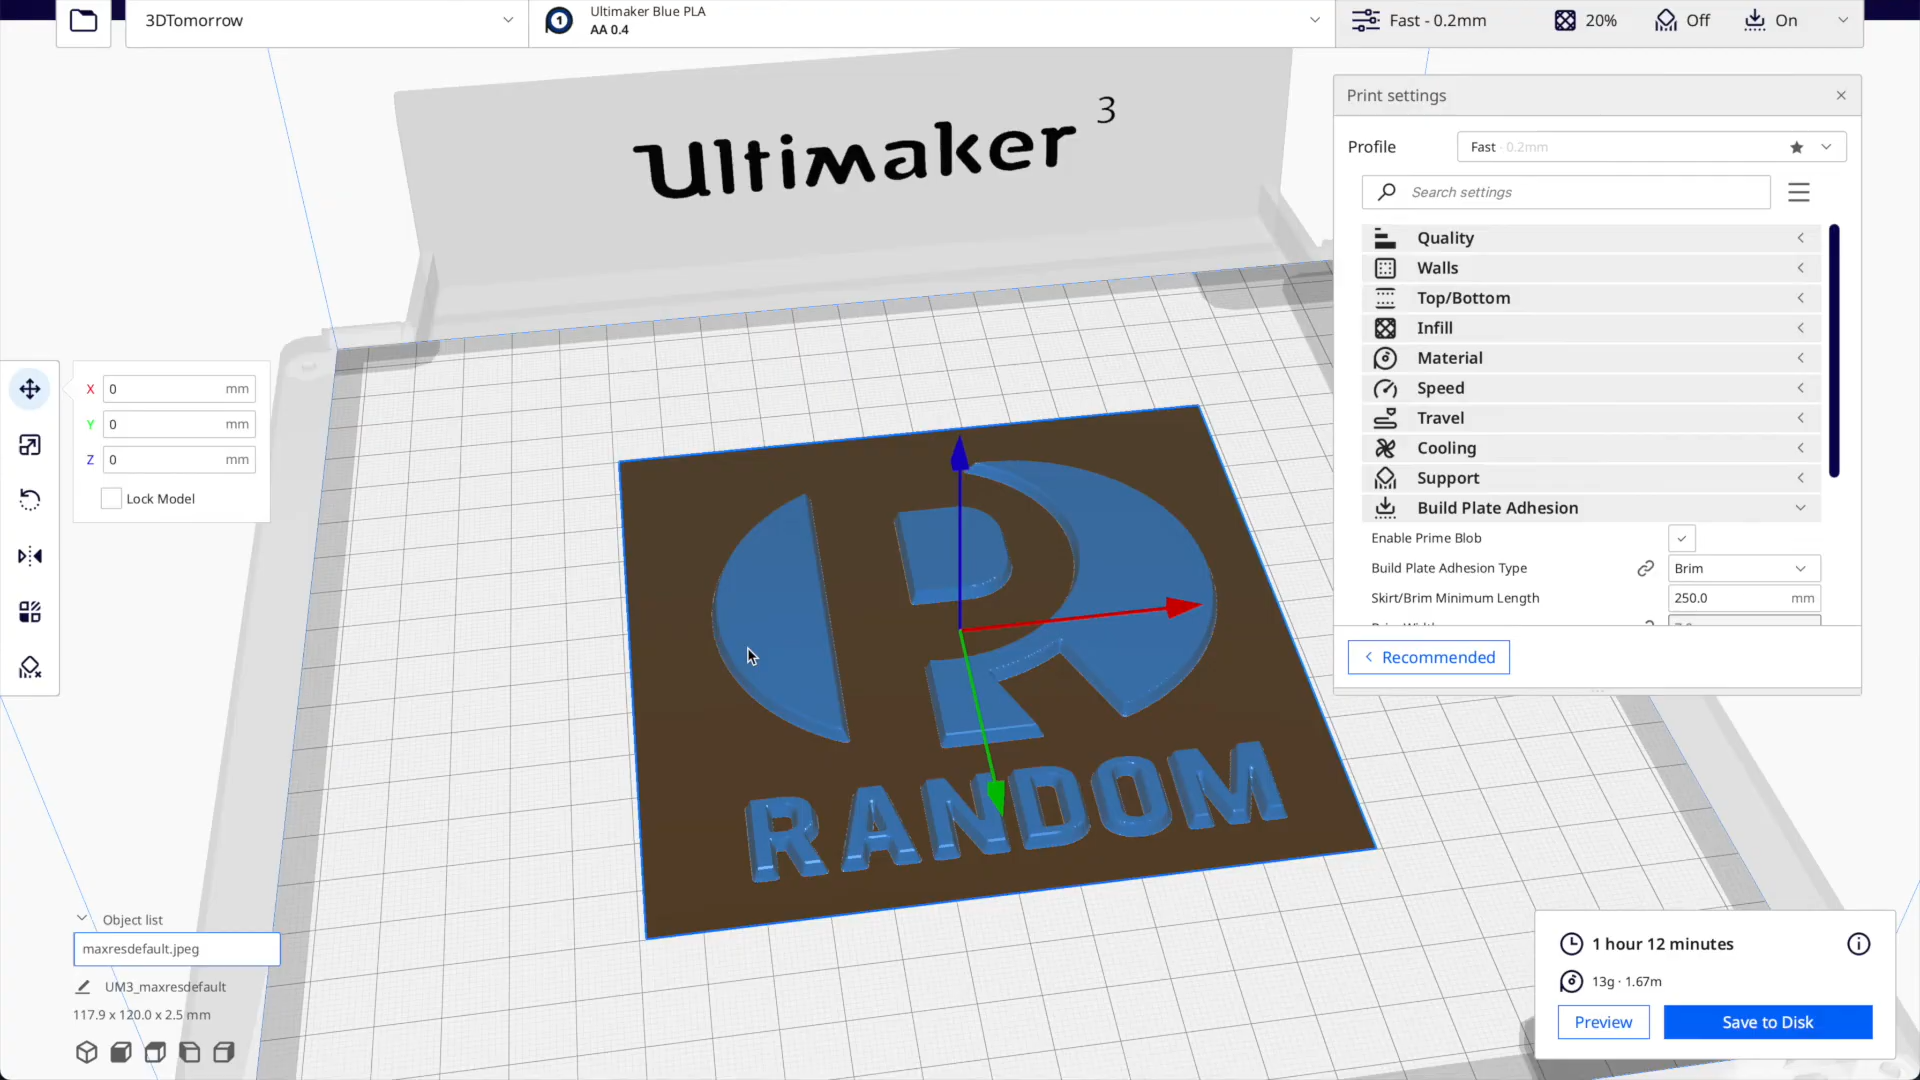 3DTomorrow
1
Ultimaker Blue PLA
AA 0.4
Fast - 0.2mm
20%
Off
On
Ultimaker 3
Print settings
Profile
Fast - 0.2mm
Search settings
Quality
Walls
Top/Bottom
Infill
Material
Speed
Travel
Cooling
Support
Build Plate Adhesion
Enable Prime Blob
Build Plate Adhesion Type
Brim
Skirt/Brim Minimum Length
250.0 mm
Recommended
X 0 mm
Y 0 mm
Z 0 mm
Lock Model
R
RANDOM
Object list
maxresdefault.jpeg
UM3_maxresdefault
117.9 x 120.0 x 2.5 mm
1 hour 12 minutes
13g · 1.67m
Preview
Save to Disk